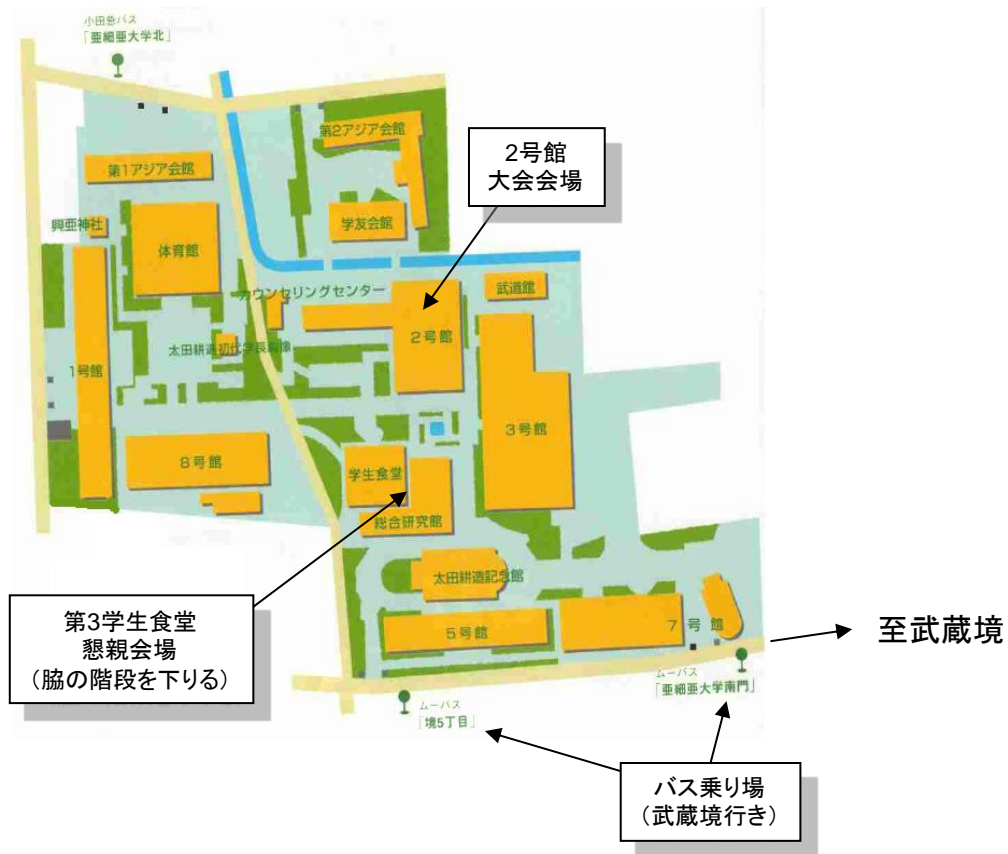 小田急バス
「亜細亜大学北」
第2アジア会館
2号館
大会会場
第1アジア会館
学友会館
興亜神社
体育館
カウンセリングセンター
武道館
2号館
太田耕造初代学長胸像
1号館
3号館
8号館
学生食堂
総合研究館
太田耕造記念館
第3学生食堂
懇親会場
（脇の階段を下りる）
5号館
7号館
至武蔵境
ムーバス
「亜細亜大学南門」
ムーバス
「境5丁目」
バス乗り場
（武蔵境行き）